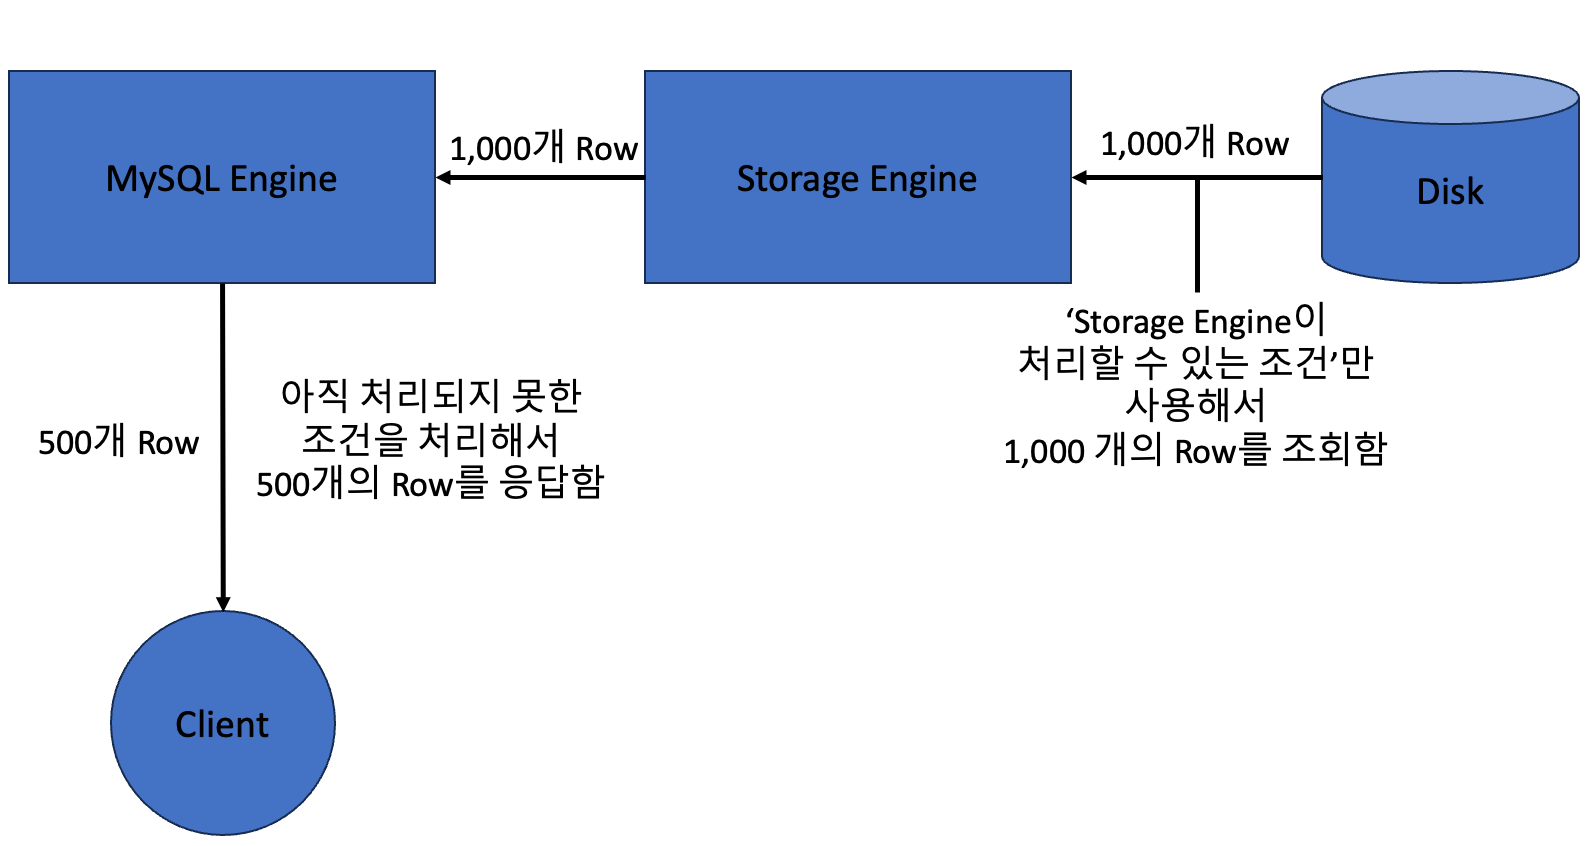 MySQL Engine
1,000개 Row
Storage Engine
1,000개 Row
Disk
‘Storage Engine이
처리할 수 있는 조건’만
사용해서
1,000 개의 Row를 조회함
500개 Row
아직 처리되지 못한
조건을 처리해서
500개의 Row를 응답함
Client